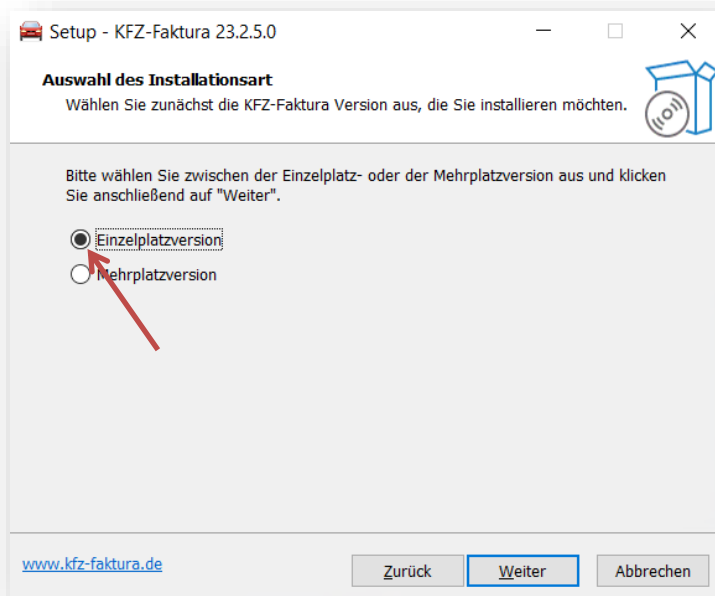 Setup - KFZ-Faktura 23.2.5.0
Auswahl des Installationsart
Wählen Sie zunächst die KFZ-Faktura Version aus, die Sie installieren möchten.
Bitte wählen Sie zwischen der Einzelplatz- oder der Mehrplatzversion aus und klicken
Sie anschließend auf "Weiter".
Einzelplatzversion
Mehrplatzversion
www.kfz-faktura.de
Zurück
Weiter
Abbrechen